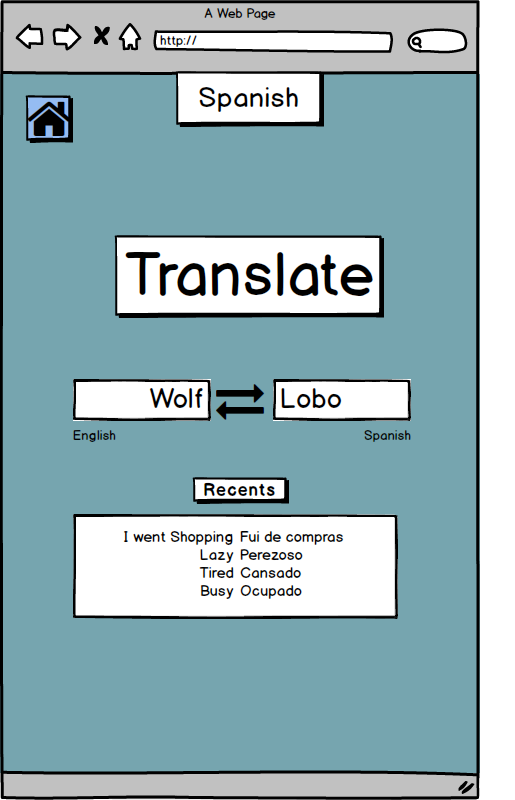 A Web Page
http://
Spanish
Translate
Wolf Lobo
English Spanish
Recents
I went Shopping Fui de compras
Lazy Perezoso
Tired Cansado
Busy Ocupado